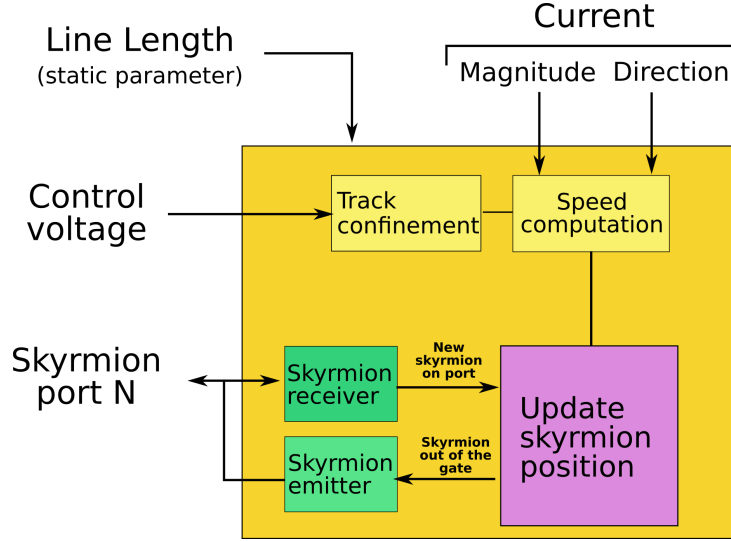 Current
Line Length
(static parameter)
Magnitude
Direction
Control
voltage
Track
confinement
Speed
computation
Skyrmion
port N
Skyrmion
receiver
New
skyrmion
on port
Update
skyrmion
position
Skyrmion
emitter
Skyrmion
out of the
gate